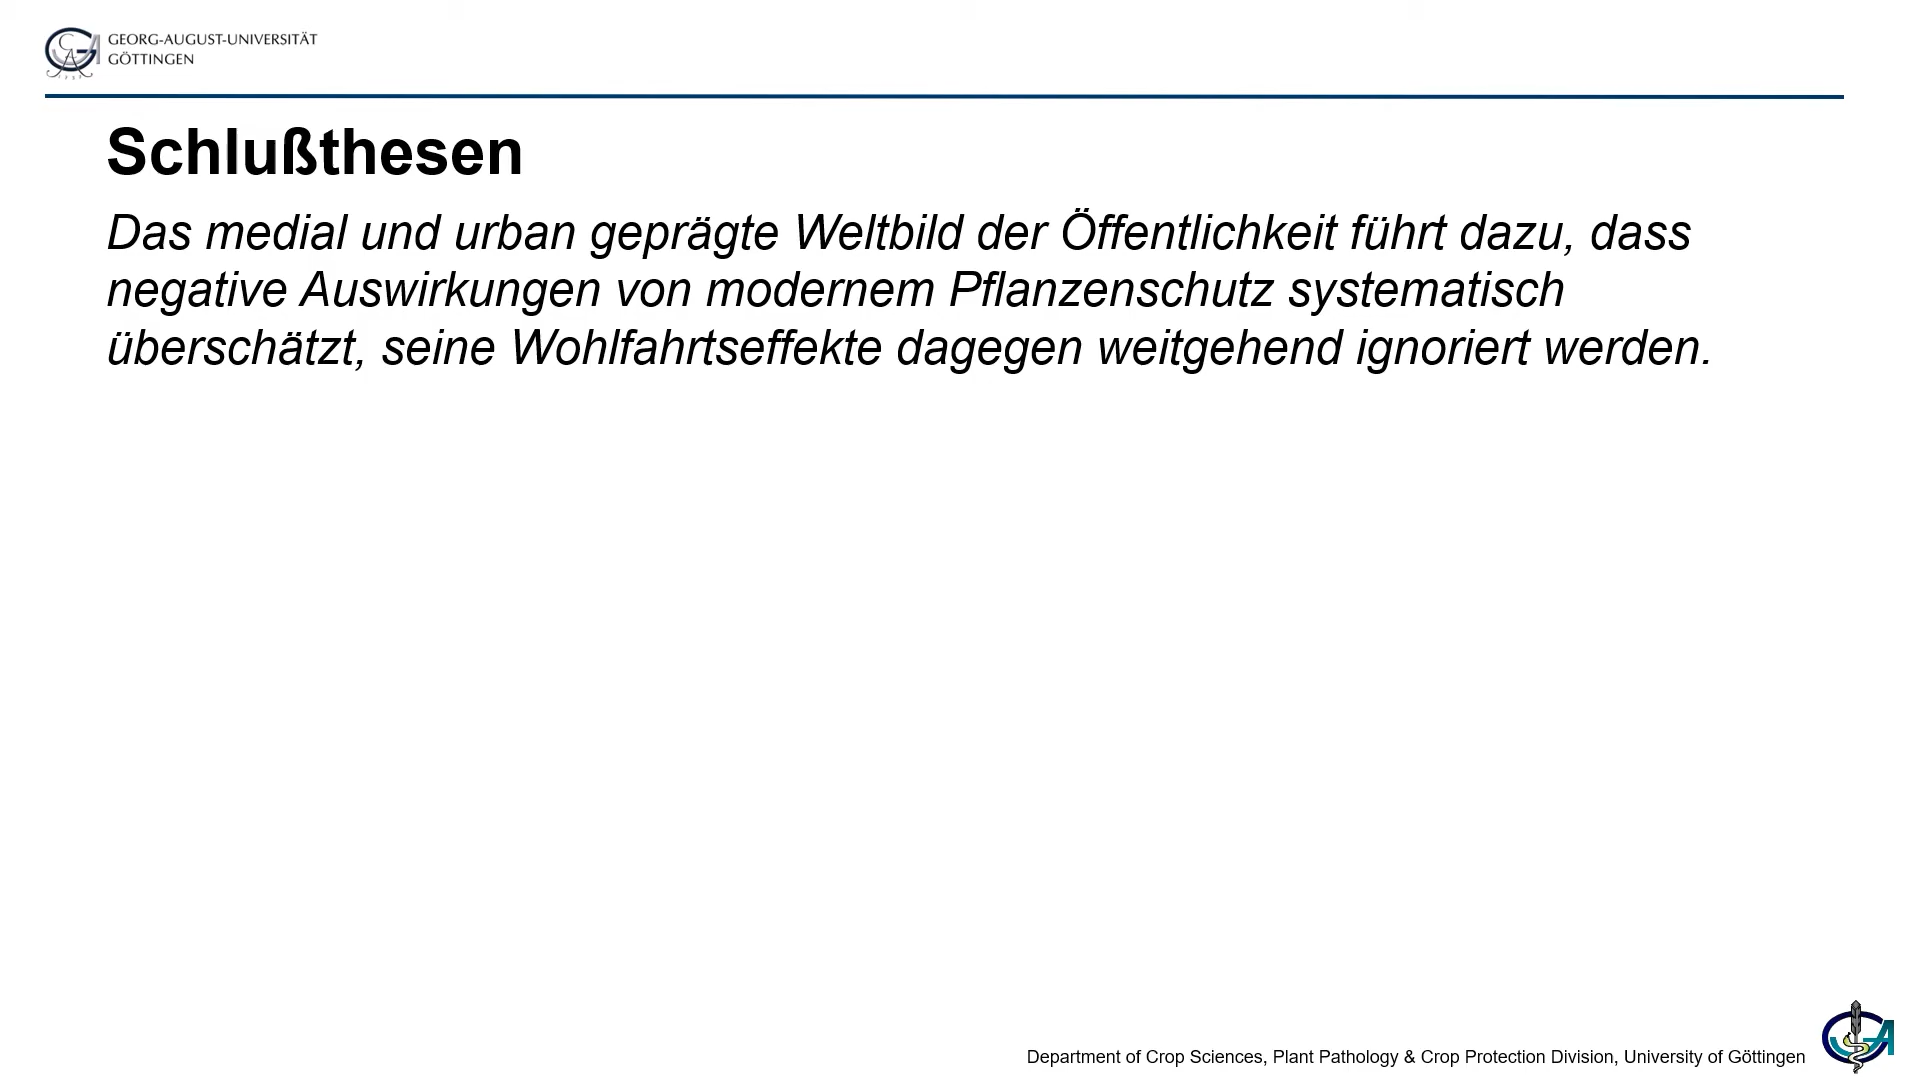 GEORG-AUGUST-UNIVERSITÄT
GÖTTINGEN
Schlußthesen
Das medial und urban geprägte Weltbild der Öffentlichkeit führt dazu, dass
negative Auswirkungen von modernem Pflanzenschutz systematisch
überschätzt, seine Wohlfahrtseffekte dagegen weitgehend ignoriert werden.
Department of Crop Sciences, Plant Pathology & Crop Protection Division, University of Göttingen